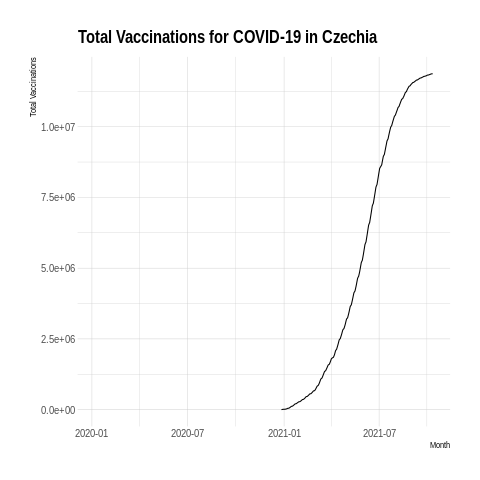 Total Vaccinations for COVID-19 in Czechia
Total Vaccinations
1.0e+07
7.5e+06
5.0e+06
2.5e+06
0.0e+00
2020-01
2020-07
2021-01
2021-07
Month